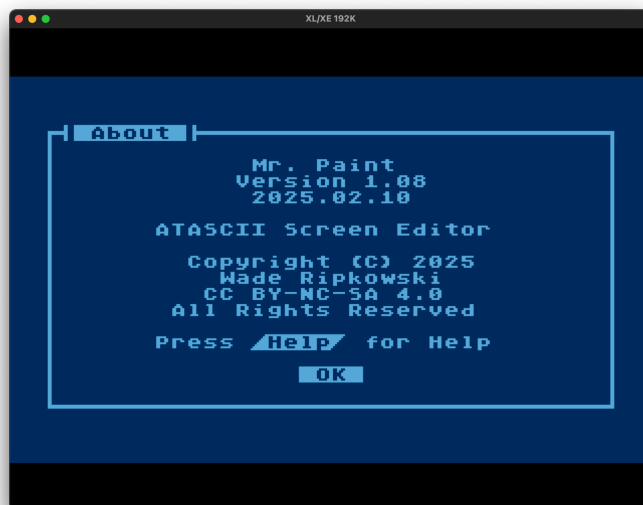 XL/XE 192K
About
Mr. Paint
Version 1.08
2025.02.10
ATASCII Screen Editor
Copyright (C) 2025
Wade Ripkowski
CC BY-NC-SA 4.0
All Rights Reserved
Press Help for Help
OK